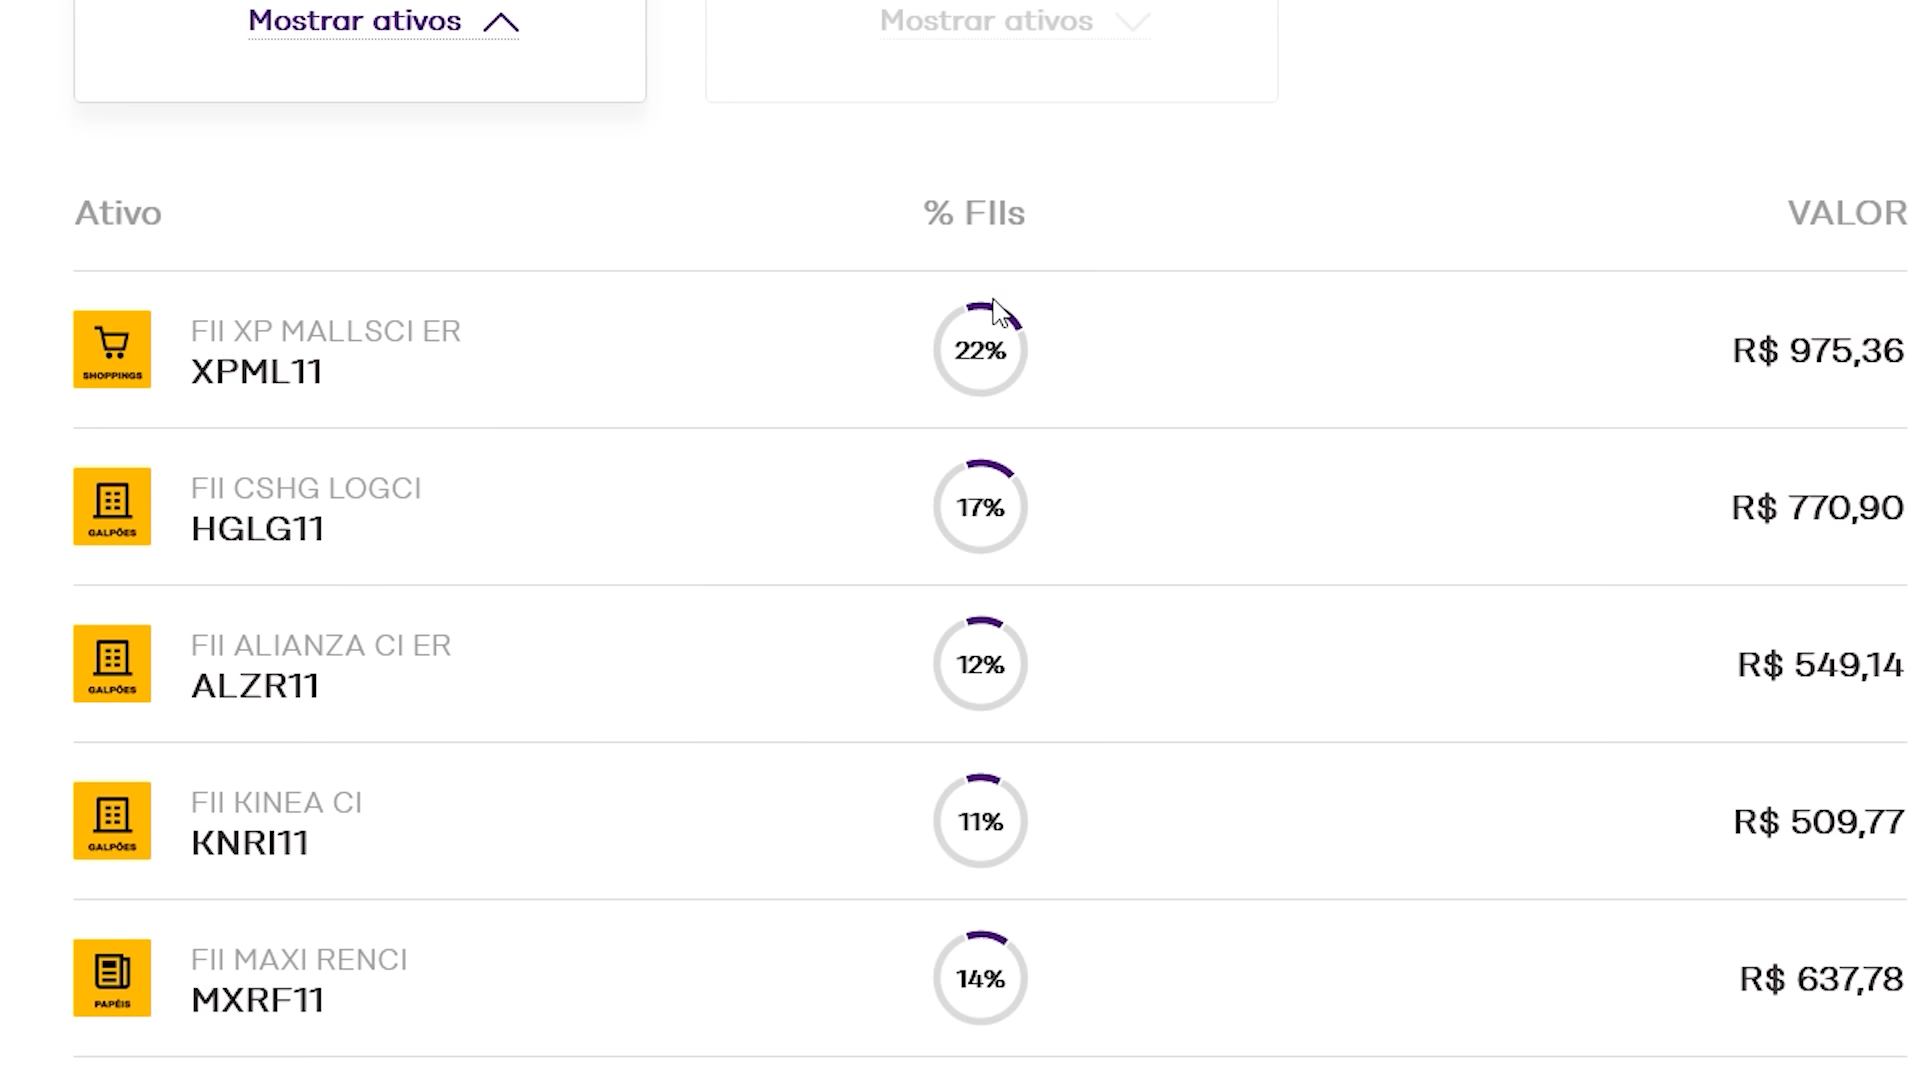 Mostrar ativos
Mostrar ativos
Ativo
% FIIs
VALOR
SHOPPINGS
FII XP MALLSCI ER
XPML11
22%
R$ 975,36
GALPÕES
FII CSHG LOGCI
HGLG11
17%
R$ 770,90
GALPÕES
FII ALIANZA CI ER
ALZR11
12%
R$ 549,14
GALPÕES
FII KINEA CI
KNRI11
11%
R$ 509,77
PAPÉIS
FII MAXI RENCI
MXRF11
14%
R$ 637,78